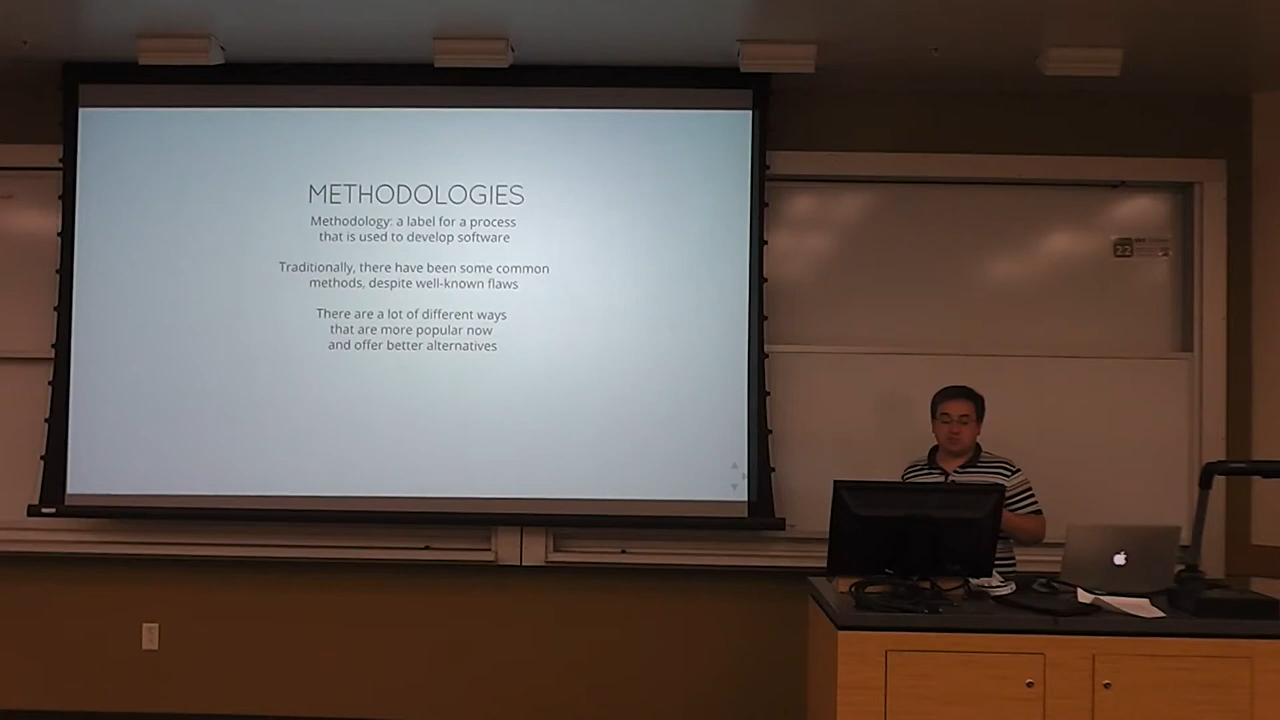 METHODOLOGIES
Methodology: a label for a process
that is used to develop software
Traditionally, there have been some common
methods, despite well-known flaws
There are a lot of different ways
that are more popular now
and offer better alternatives
22